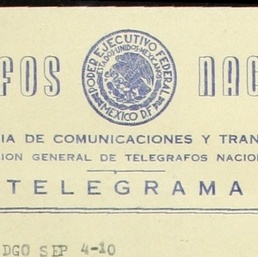 FOS NAC
PODER EJECUTIVO FEDERAL
ESTADOS UNIDOS MEXICANOS
MEXICO D.F.
IA DE COMUNICACIONES Y TRAN
ION GENERAL DE TELEGRAFOS NACION
TELEGRAMA
DGO SEP 4-10